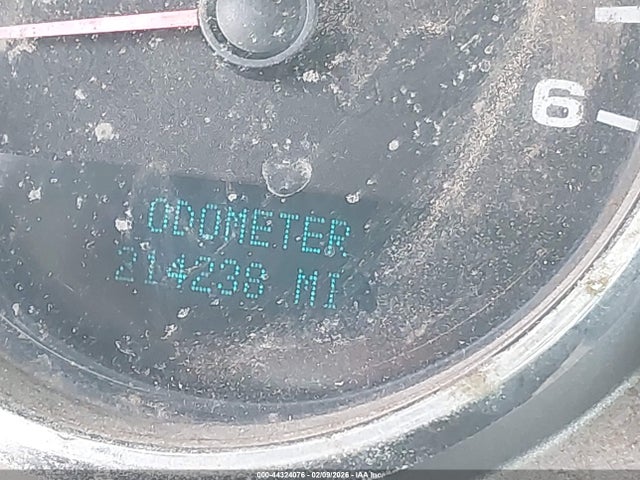 6
ODOMETER
214238 MI
000-44324076 - 02/09/2026 - IAA Inc.